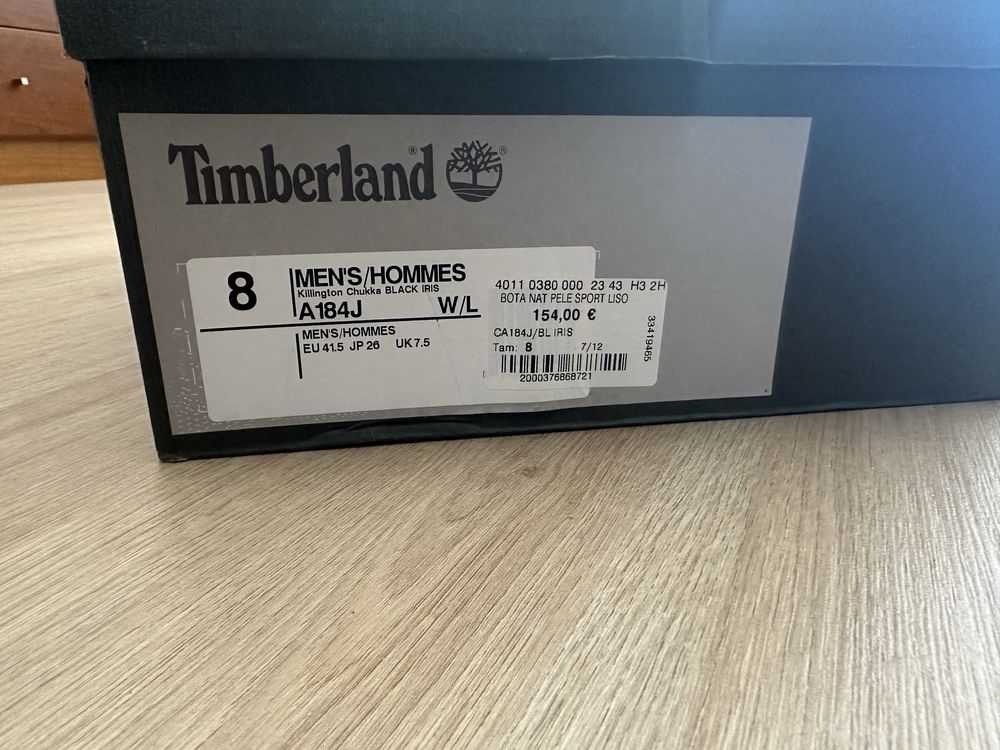 Timberland®
®
8
MEN'S/HOMMES
Killington Chukka BLACK IRIS
A184J W/L
MEN'S/HOMMES
EU 41.5 JP 26 UK 7.5
4011 0380 000 23 43 H3 2H
BOTA NAT PELE SPORT LISO
154,00 €
CA184J/BL IRIS
Tam: 8 7/12
2000376868721
33419465